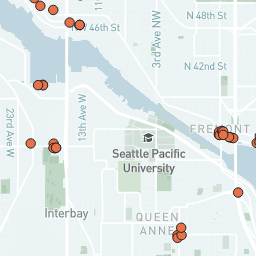 N 48th St
N 46th St
3rd Ave NW
N 42nd St
23rd Ave W
13th Ave W
FREMONT
Seattle Pacific
University
Interbay
QUEEN
ANNE